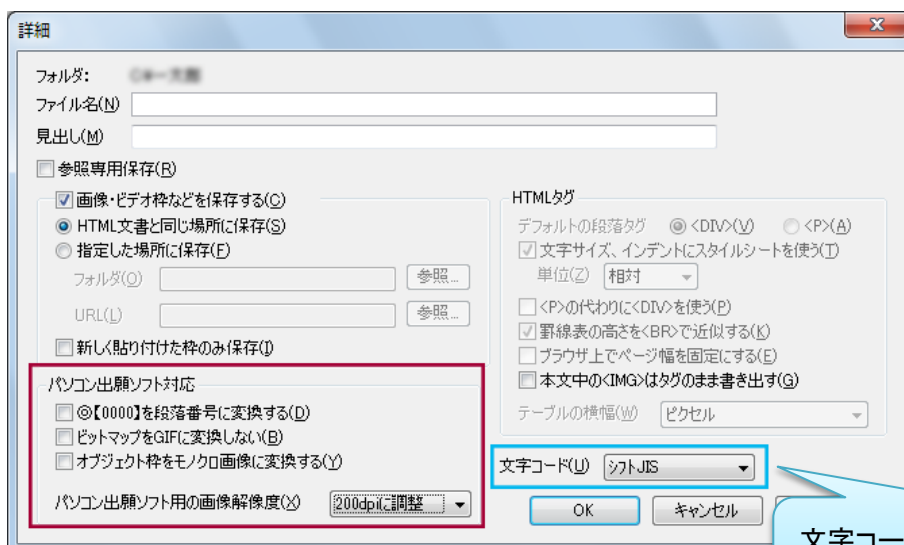 詳細
フォルダ:
ファイル名(N)
見出し(M)
参照専用保存(R)
画像・ビデオ枠などを保存する(C)
HTML文書と同じ場所に保存(S)
指定した場所に保存(F)
フォルダ(O)
参照...
URL(L)
参照...
新しく貼り付けた枠のみ保存(I)
パソコン出願ソフト対応
◎【0000】を段落番号に変換する(D)
ビットマップをGIFに変換しない(B)
オブジェクト枠をモノクロ画像に変換する(Y)
パソコン出願ソフト用の画像解像度(X)
200dpiに調整
HTMLタグ
デフォルトの段落タグ <DIV>(V) <P>(A)
文字サイズ、インデントにスタイルシートを使う(T)
単位(Z) 相対
<P>の代わりに<DIV>を使う(P)
罫線表の高さを<BR>で近似する(K)
ブラウザ上でページ幅を固定にする(E)
本文中の<IMG>はタグのまま書き出す(G)
テーブルの横幅(W) ピクセル
文字コード(U) シフトJIS
OK キャンセル
文字コー